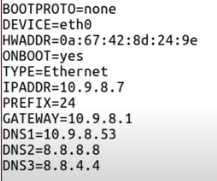 BOOTPROTO=none
DEVICE=eth0
HWADDR=0a:67:42:8d:24:9e
ONBOOT=yes
TYPE=Ethernet
IPADDR=10.9.8.7
PREFIX=24
GATEWAY=10.9.8.1
DNS1=10.9.8.53
DNS2=8.8.8.8
DNS3=8.8.4.4